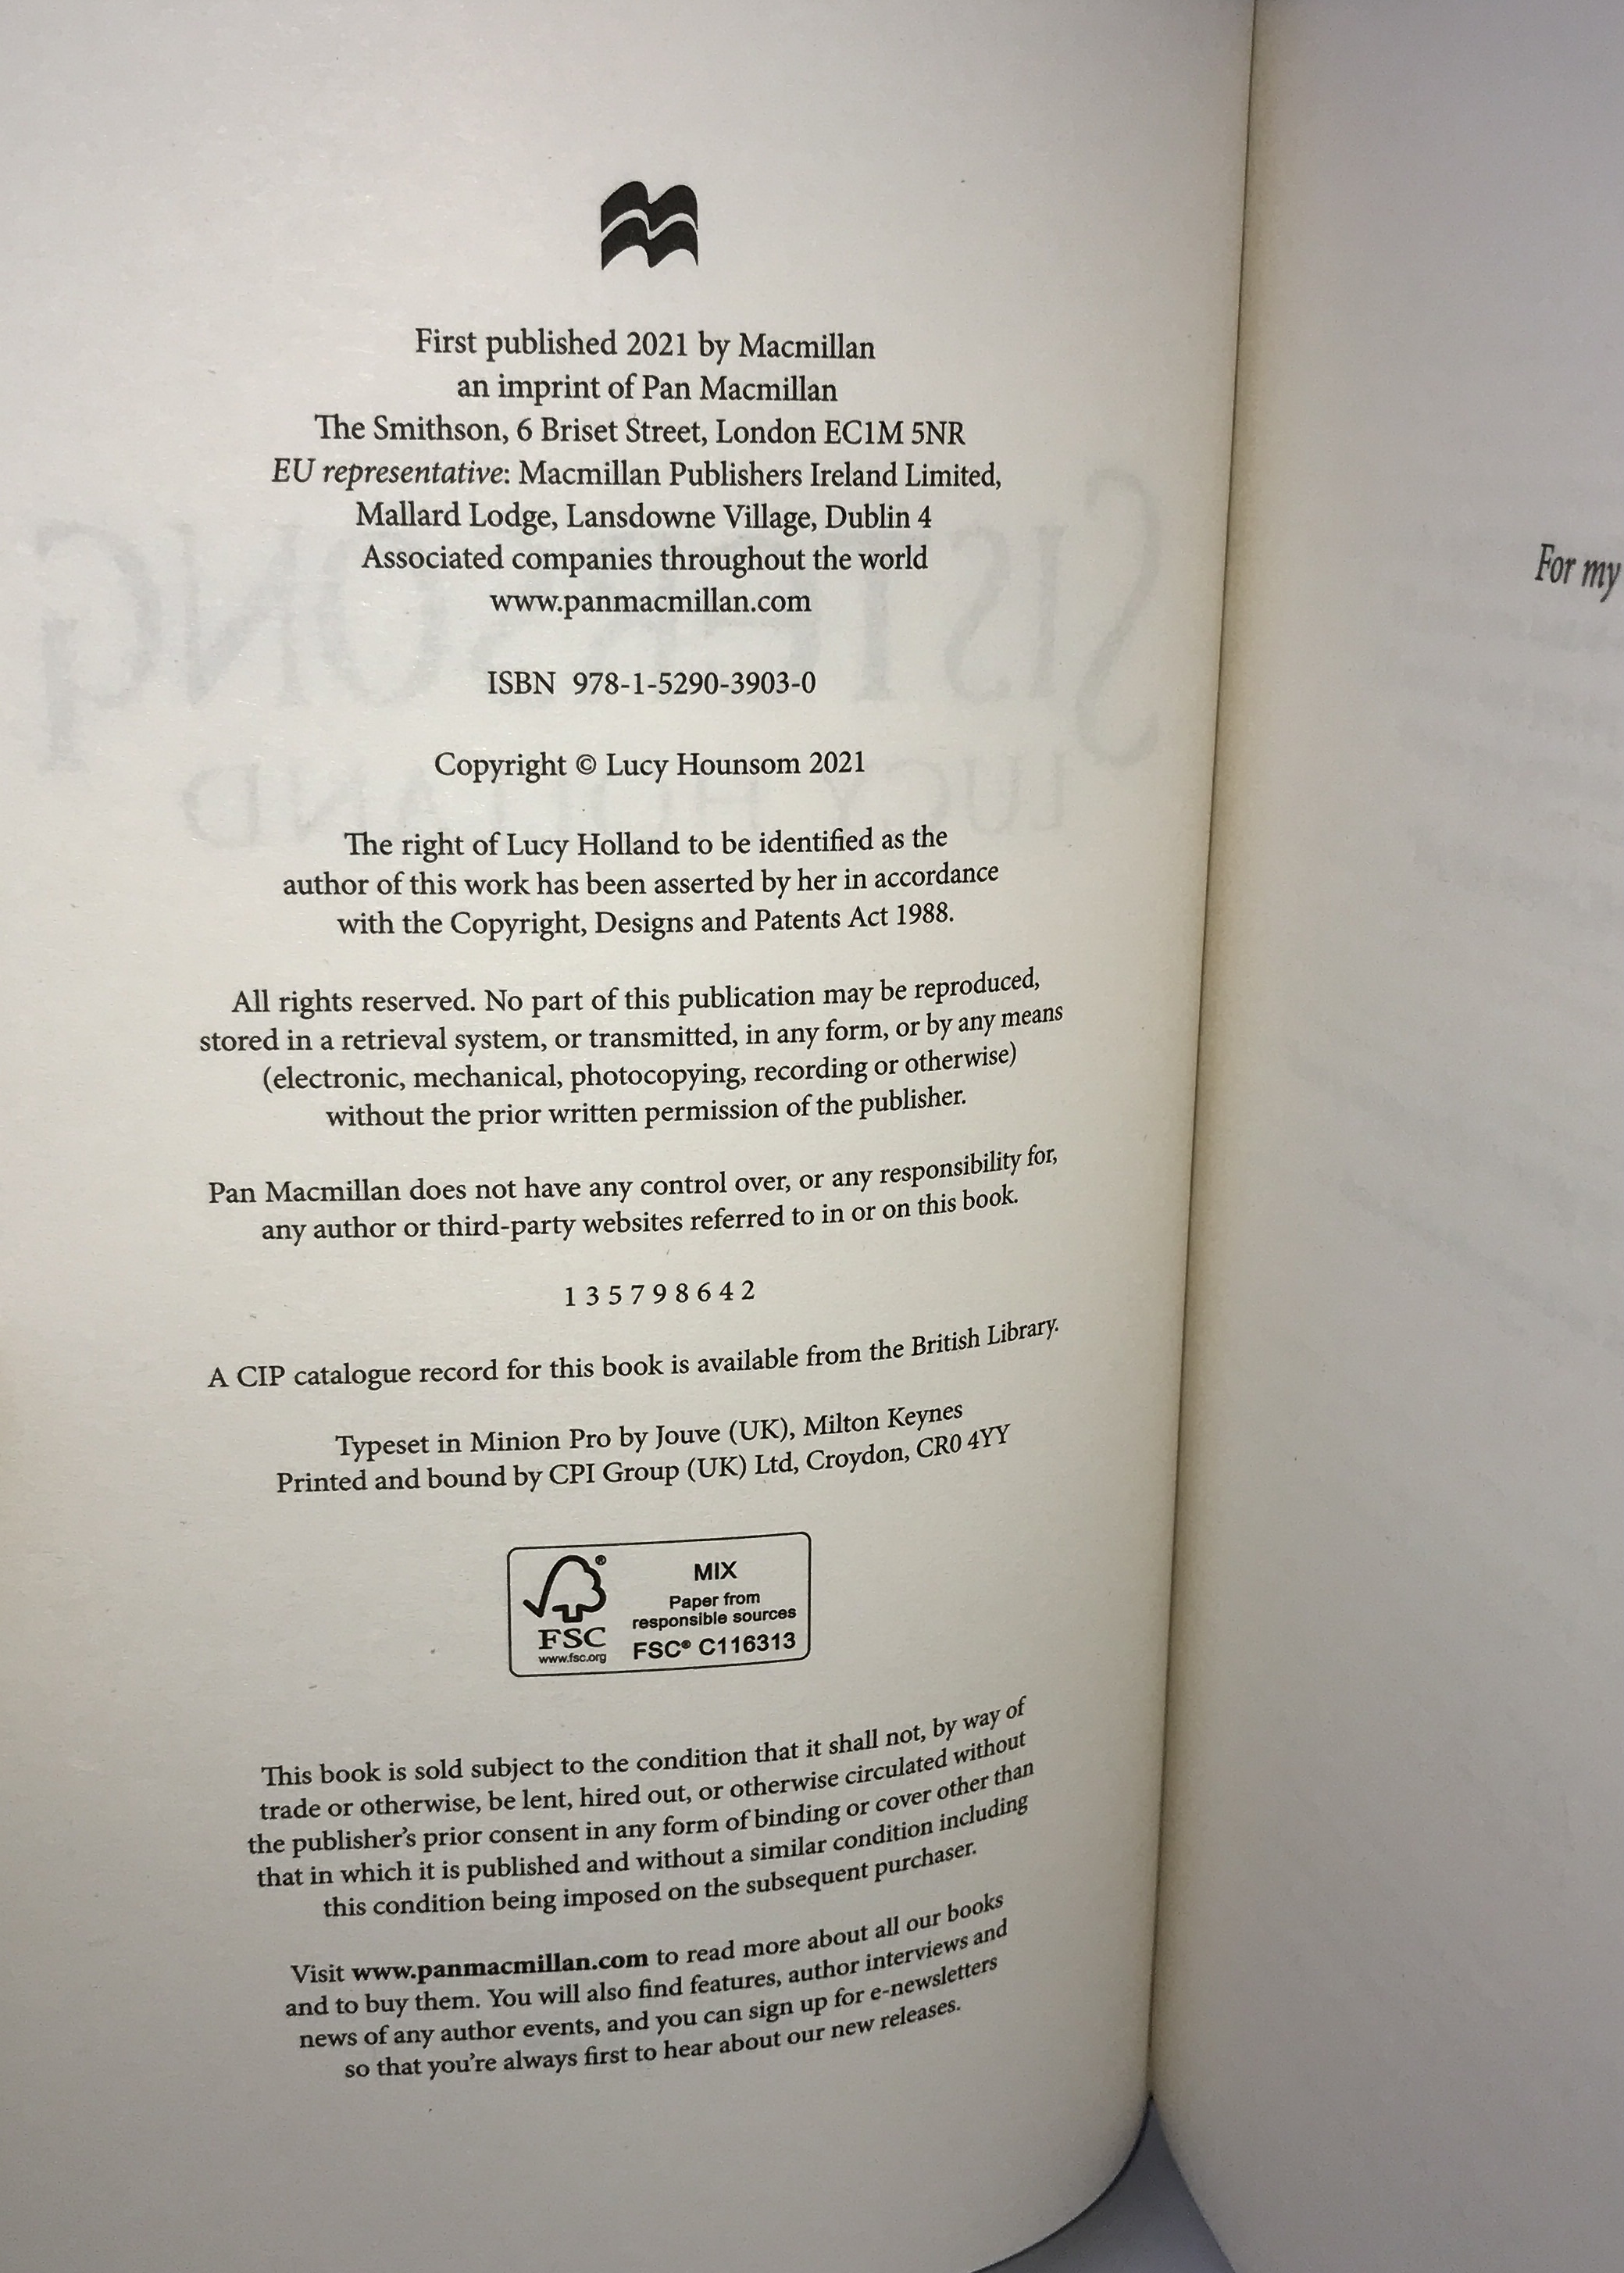 First published 2021 by Macmillan
an imprint of Pan Macmillan
The Smithson, 6 Briset Street, London EC1M 5NR
EU representative: Macmillan Publishers Ireland Limited,
Mallard Lodge, Lansdowne Village, Dublin 4
Associated companies throughout the world
www.panmacmillan.com
ISBN 978-1-5290-3903-0
Copyright © Lucy Hounsom 2021
The right of Lucy Holland to be identified as the
author of this work has been asserted by her in accordance
with the Copyright, Designs and Patents Act 1988.
All rights reserved. No part of this publication may be reproduced,
stored in a retrieval system, or transmitted, in any form, or by any means
(electronic, mechanical, photocopying, recording or otherwise)
without the prior written permission of the publisher.
Pan Macmillan does not have any control over, or any responsibility for,
any author or third-party websites referred to in or on this book.
1 3 5 7 9 8 6 4 2
A CIP catalogue record for this book is available from the British Library.
Typeset in Minion Pro by Jouve (UK), Milton Keynes
Printed and bound by CPI Group (UK) Ltd, Croydon, CR0 4YY
FSC
www.fsc.org
MIX
Paper from
responsible sources
FSC® C116313
This book is sold subject to the condition that it shall not, by way of
trade or otherwise, be lent, hired out, or otherwise circulated without
the publisher's prior consent in any form of binding or cover other than
that in which it is published and without a similar condition including
this condition being imposed on the subsequent purchaser.
Visit www.panmacmillan.com to read more about all our books
and to buy them. You will also find features, author interviews and
news of any author events, and you can sign up for e-newsletters
so that you're always first to hear about our new releases.
For my